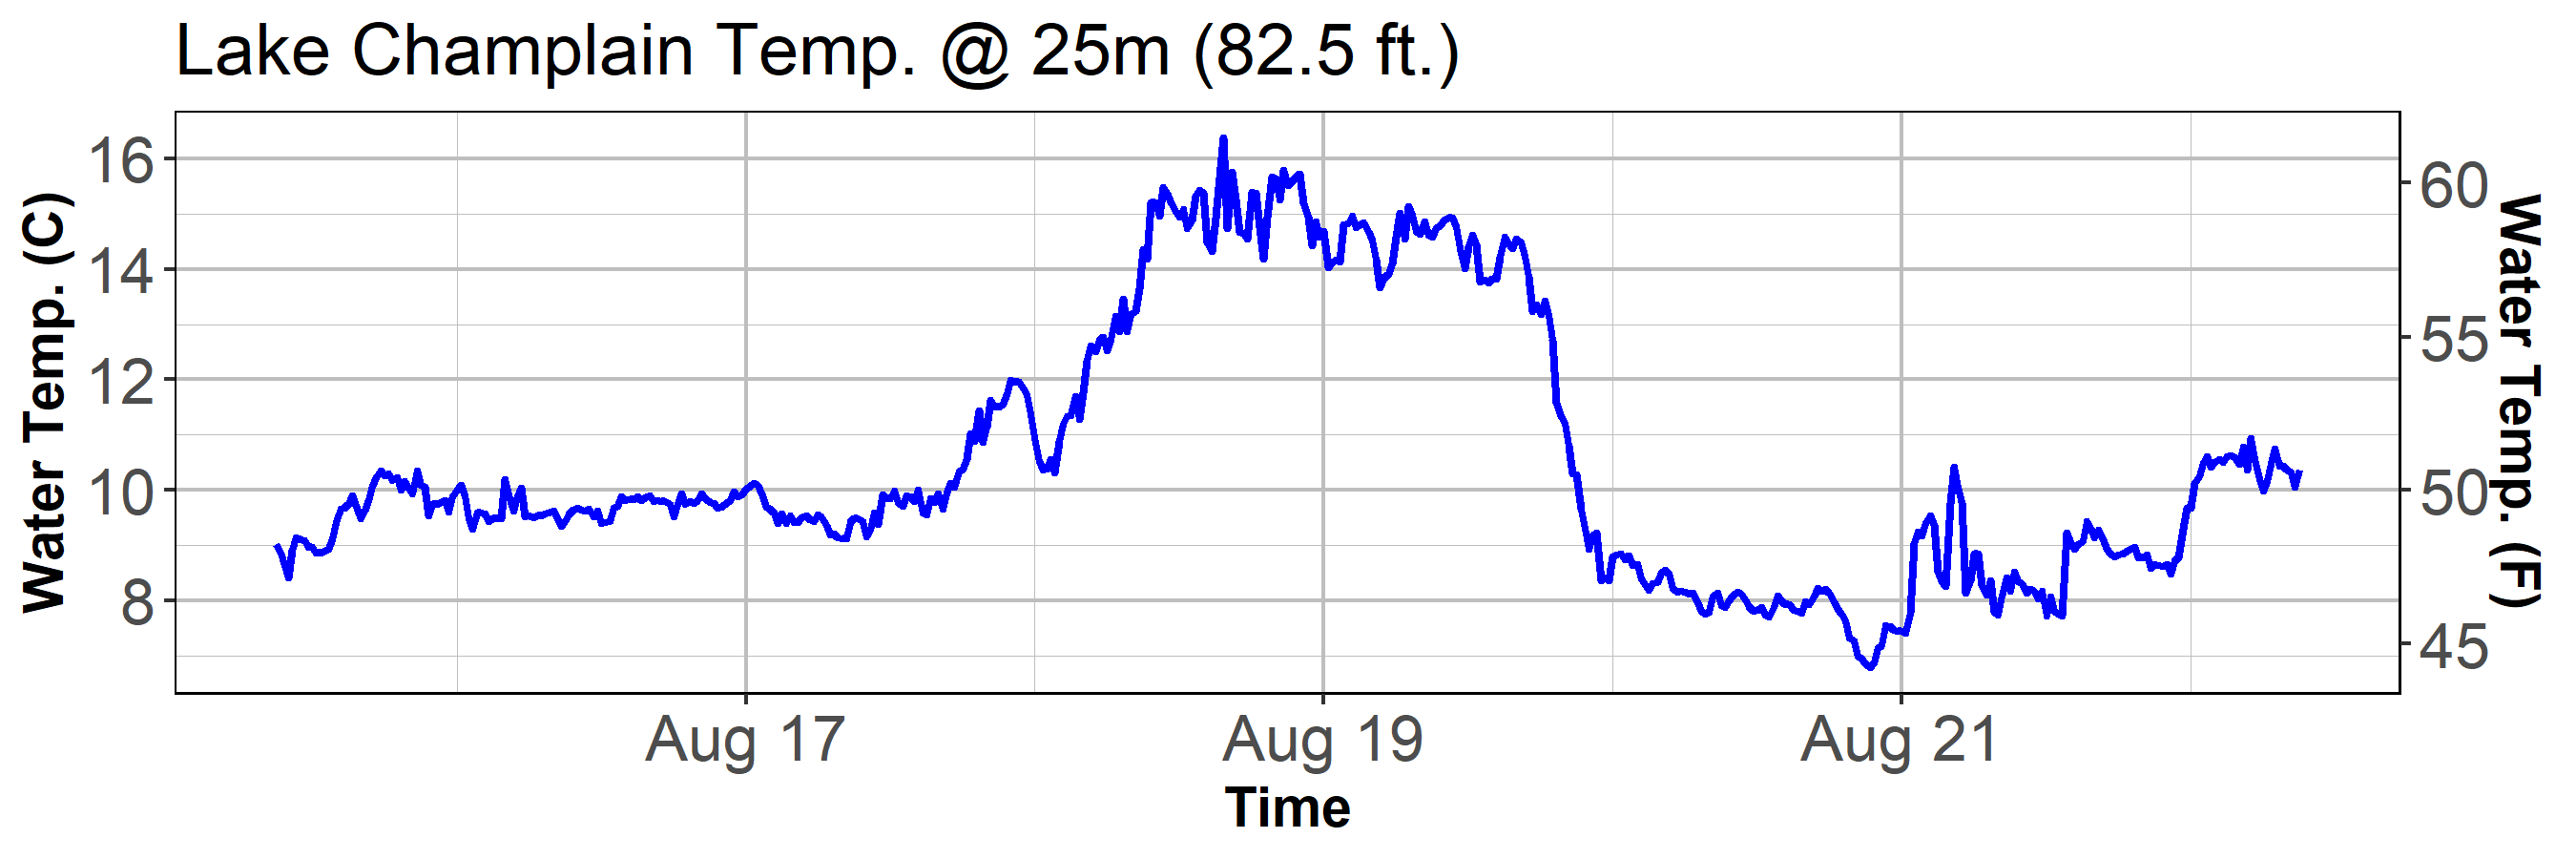 Lake Champlain Temp. @ 25m (82.5 ft.)
Water Temp. (C)
16
14
12
10
8
60
55
50
45
Water Temp. (F)
Aug 17
Aug 19
Aug 21
Time